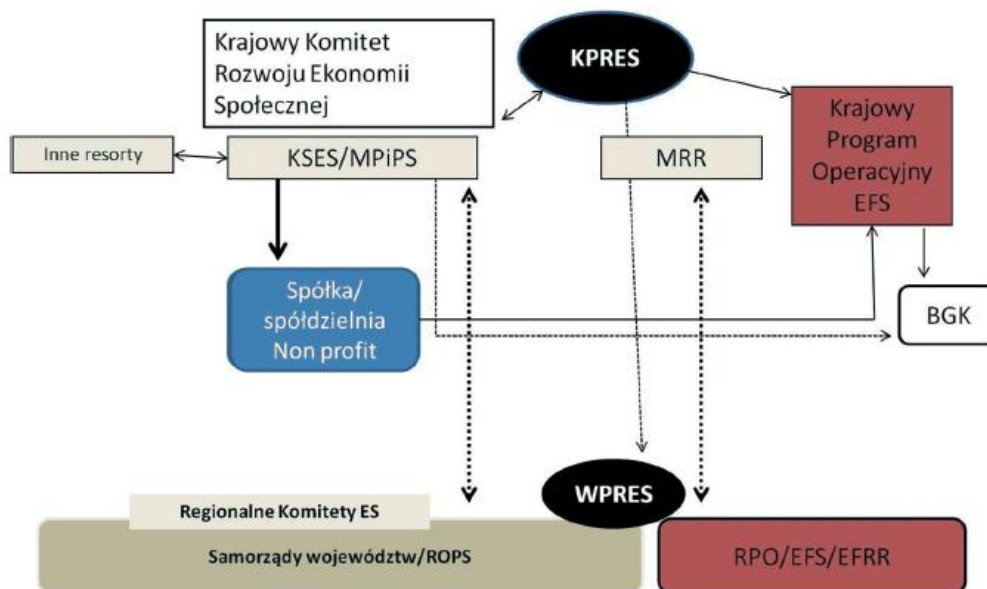 Krajowy Komitet
Rozwoju Ekonomii
Społecznej
KPRES
Krajowy
Program
Operacyjny
EFS
Inne resorty
KSES/MPiPS
MRR
Spółka/
spółdzielnia
Non profit
BGK
WPRES
Regionalne Komitety ES
Samorządy województw/ROPS
RPO/EFS/EFRR